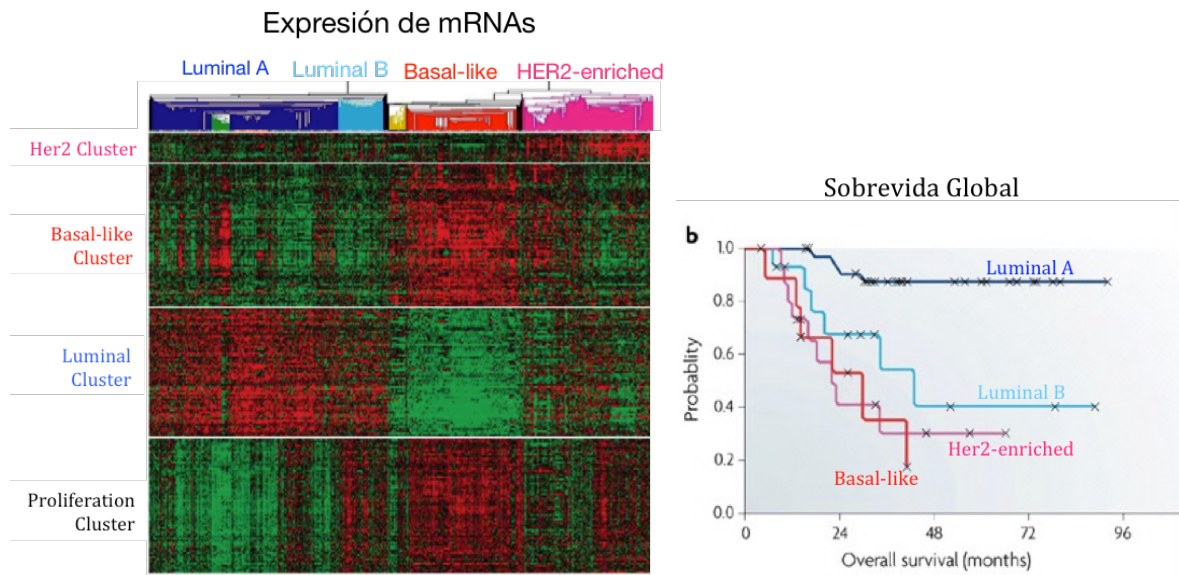 Expresión de mRNAs
Luminal A Luminal B Basal-like HER2-enriched
Her2 Cluster
Basal-like
Cluster
Luminal
Cluster
Proliferation
Cluster
Sobrevida Global
b
1.0
0.8
0.6
0.4
0.2
0.0
Probablity
Luminal A
Luminal B
Her2-enriched
Basal-like
0 24 48 72 96
Overall survival (months)